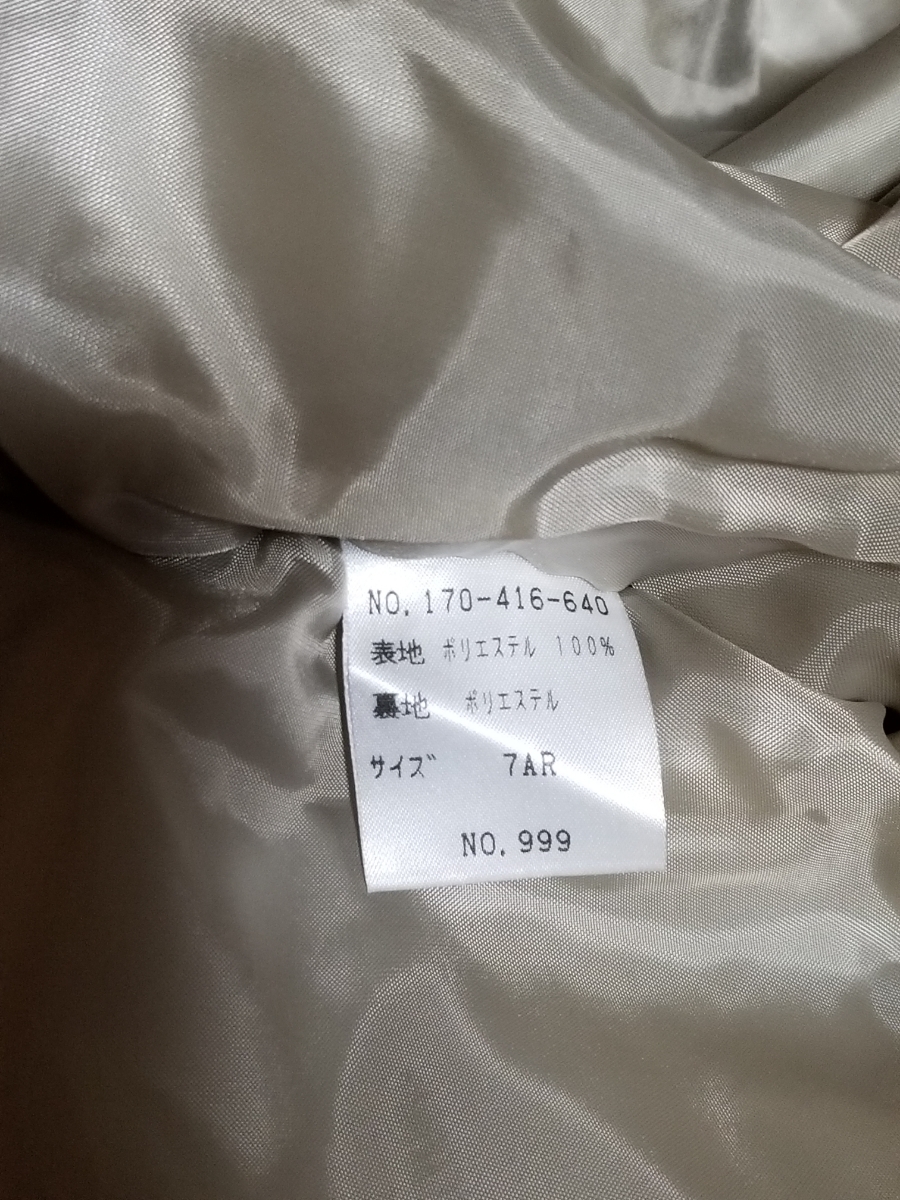 NO. 170-416-640
表地 ポリエステル 100%
裏地 ポリエステル
サイズ 7AR
NO. 999